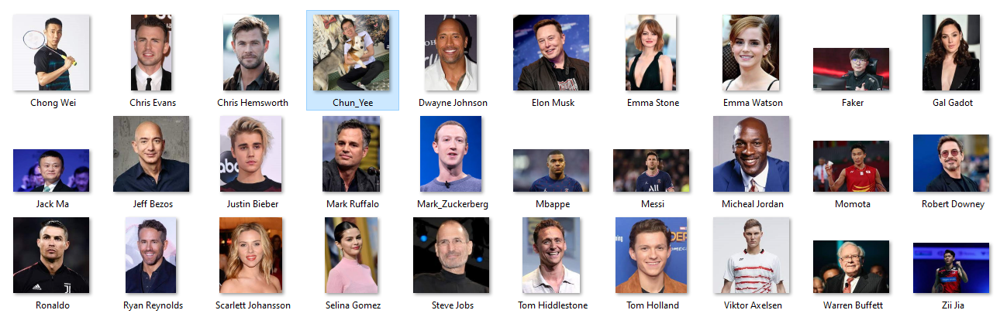 Chong Wei
Chris Evans
Chris Hemsworth
Chun_Yee
Dwayne Johnson
Elon Musk
Emma Stone
Emma Watson
Faker
Gal Gadot
Jack Ma
Jeff Bezos
Justin Bieber
Mark Ruffalo
Mark_Zuckerberg
Mbappe
Messi
Micheal Jordan
Momota
Robert Downey
Ronaldo
Ryan Reynolds
Scarlett Johansson
Selina Gomez
Steve Jobs
Tom Hiddlestone
Tom Holland
Viktor Axelsen
Warren Buffett
Zii Jia